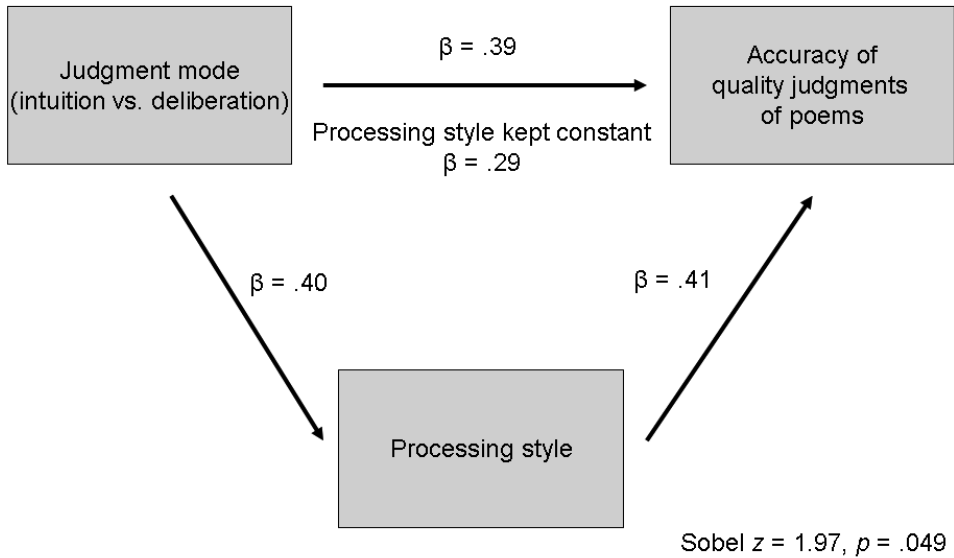 β = .39
Judgment mode
(intuition vs. deliberation)
Accuracy of
quality judgments
of poems
Processing style kept constant
β = .29
β = .40
β = .41
Processing style
Sobel z = 1.97, p = .049